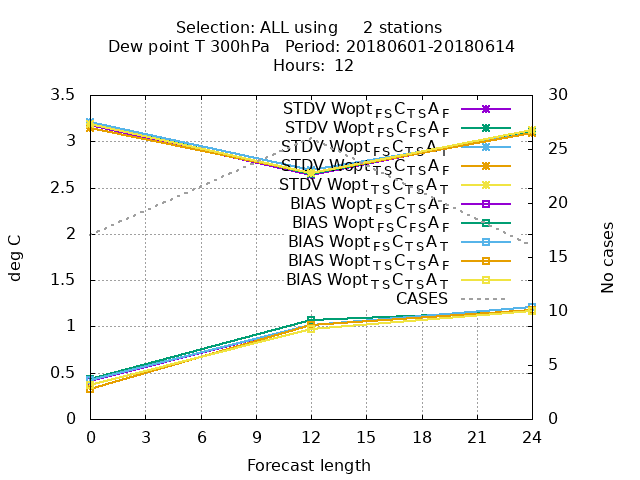 Selection: ALL using 2 stations
Dew point T 300hPa Period: 20180601-20180614
Hours: 12
deg C
No cases
3.5
3
2.5
2
1.5
1
0.5
0
30
25
20
15
10
5
0
STDV Wopt_FS C_TS A_F
STDV Wopt_FS C_FS A_F
STDV Wopt_FS C_TS A_T
STDV Wopt_TS C_TS A_F
STDV Wopt_TS C_TS A_T
BIAS Wopt_FS C_TS A_F
BIAS Wopt_FS C_FS A_F
BIAS Wopt_FS C_TS A_T
BIAS Wopt_TS C_TS A_F
BIAS Wopt_TS C_TS A_T
CASES
0 3 6 9 12 15 18 21 24
Forecast length